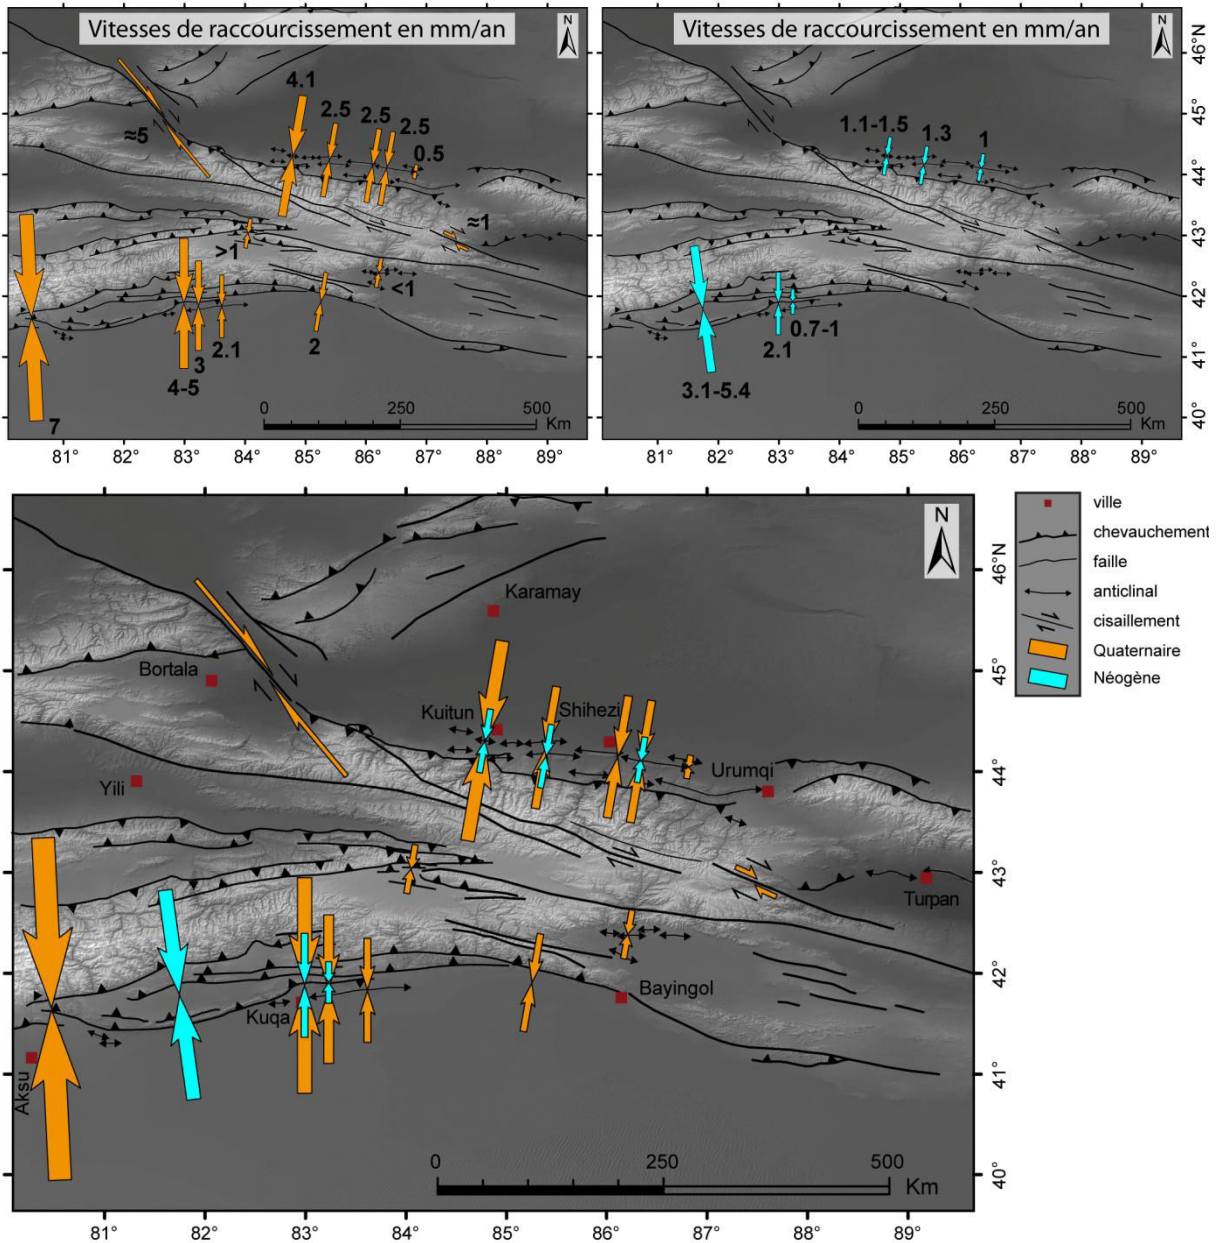 Vitesses de raccourcissement en mm/an
N
4.1
2.5
2.5
2.5
0.5
≈5
≈1
>1
<1
2.1
3
4-5
2
7
0
250
500
Km
81°
82°
83°
84°
85°
86°
87°
88°
89°
Vitesses de raccourcissement en mm/an
N
1.1-1.5
1.3
1
0.7-1
2.1
3.1-5.4
0
250
500
Km
46°N
45°
44°
43°
42°
41°
40°
81°
82°
83°
84°
85°
86°
87°
88°
89°
N
Karamay
Bortala
Kuitun
Shihezi
Urumqi
Yili
Turpan
Bayingol
Kuqa
Aksu
0
250
500
Km
46°N
45°
44°
43°
42°
41°
40°
81°
82°
83°
84°
85°
86°
87°
88°
89°
ville
chevauchement
faille
anticlinal
cisaillement
Quaternaire
Néogène